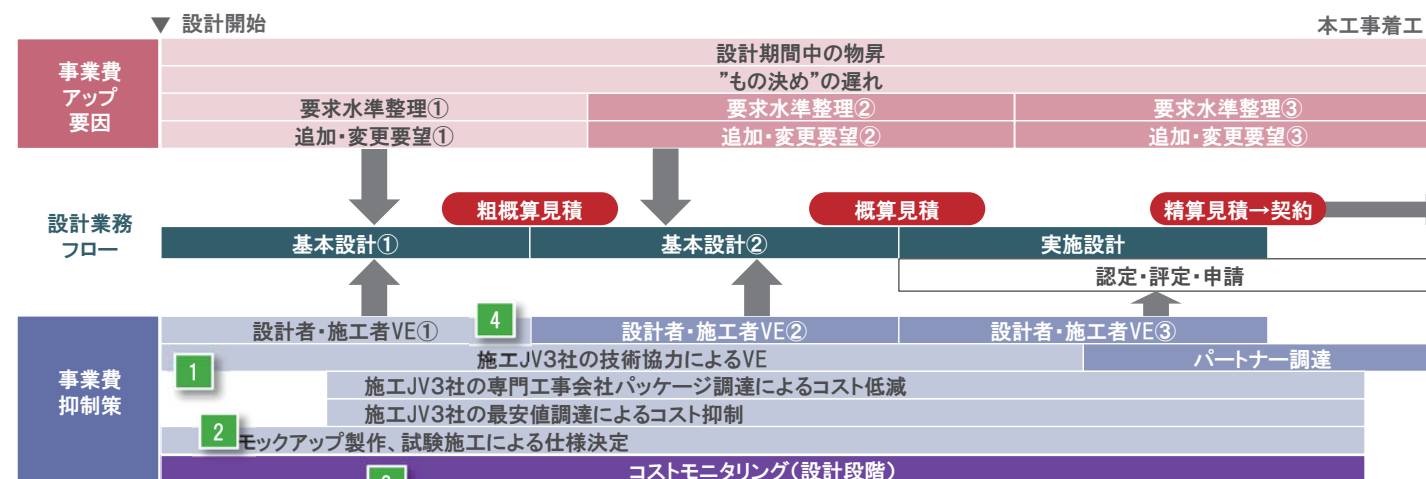 ▼ 設計開始
本工事着工
事業費
アップ
要因
設計期間中の物昇
”もの決め”の遅れ
要求水準整理① 要求水準整理② 要求水準整理③
追加・変更要望① 追加・変更要望② 追加・変更要望③
設計業務
フロー
粗概算見積 概算見積 精算見積→契約
基本設計① 基本設計② 実施設計
認定・評定・申請
事業費
抑制策
設計者・施工者VE① 4 設計者・施工者VE② 設計者・施工者VE③
1 施工JV3社の技術協力によるVE パートナー調達
施工JV3社の専門工事会社パッケージ調達によるコスト低減
施工JV3社の最安値調達によるコスト抑制
2 モックアップ製作、試験施工による仕様決定
コストモニタリング（設計段階）